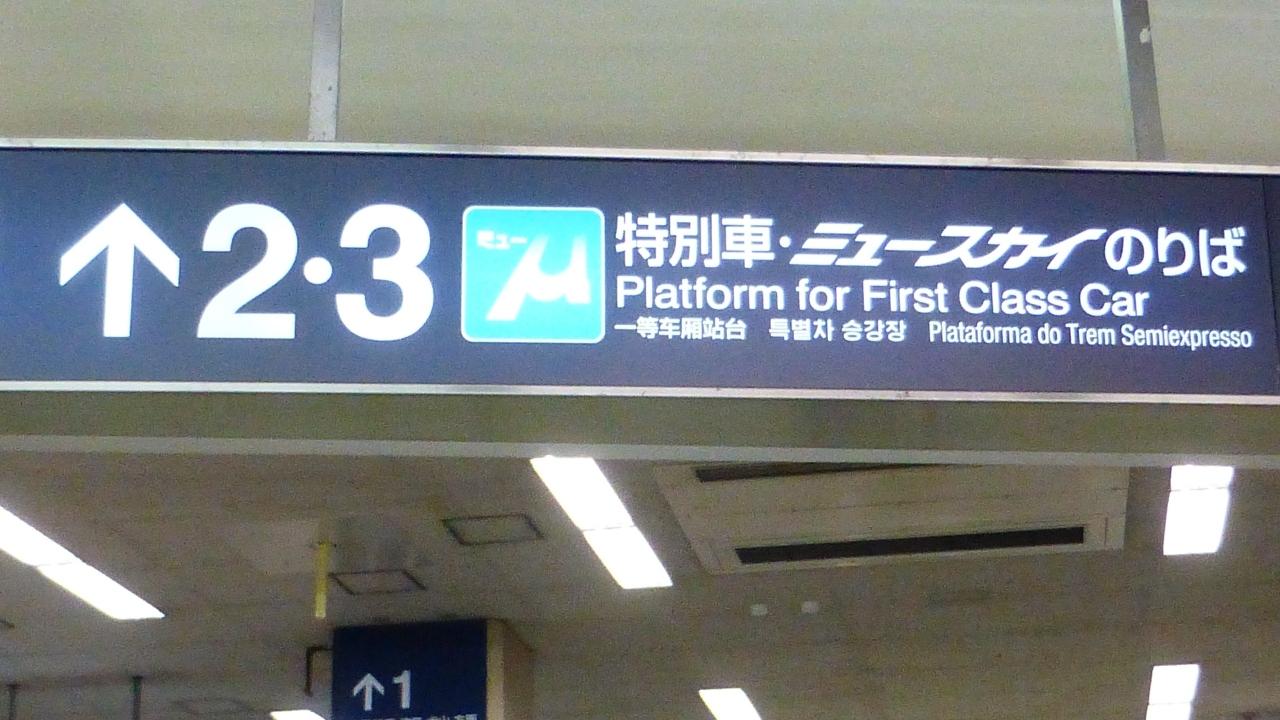 ↑2·3 ミュー μ 特別車·ミュースカイのりば
Platform for First Class Car
一等车厢站台 특별차 승강장 Plataforma do Trem Semiexpresso
↑1